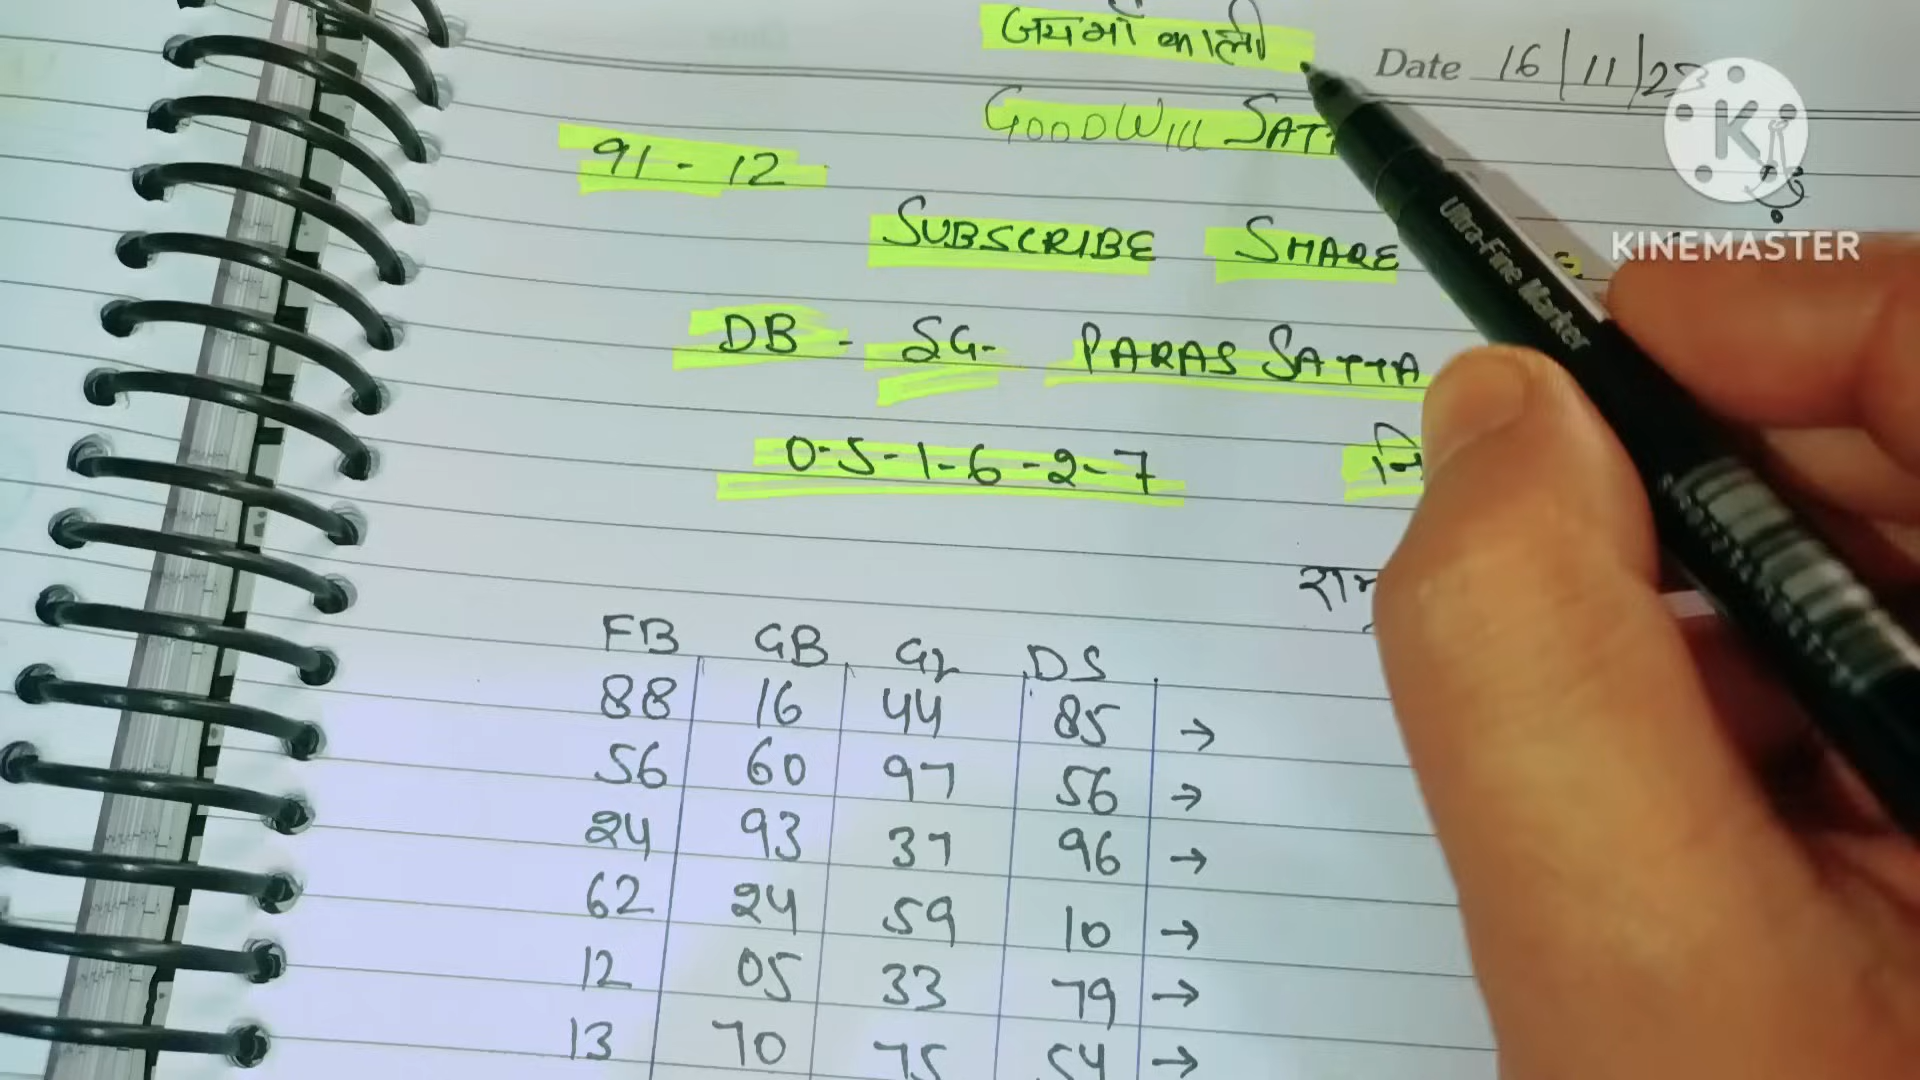 जय माँ काली
Date 16/11/23
GOODWILL SATT
91 - 12
KINEMASTER
SUBSCRIBE SHARE
DB - SG - PARAS SATTA
0-5-1-6-2-7
Ultra-Fine Marker
FB GB GZ DS
88 16 44 85 →
56 60 97 56 →
24 93 37 96 →
62 24 59 10 →
12 05 33 79 →
13 70 75 54 →